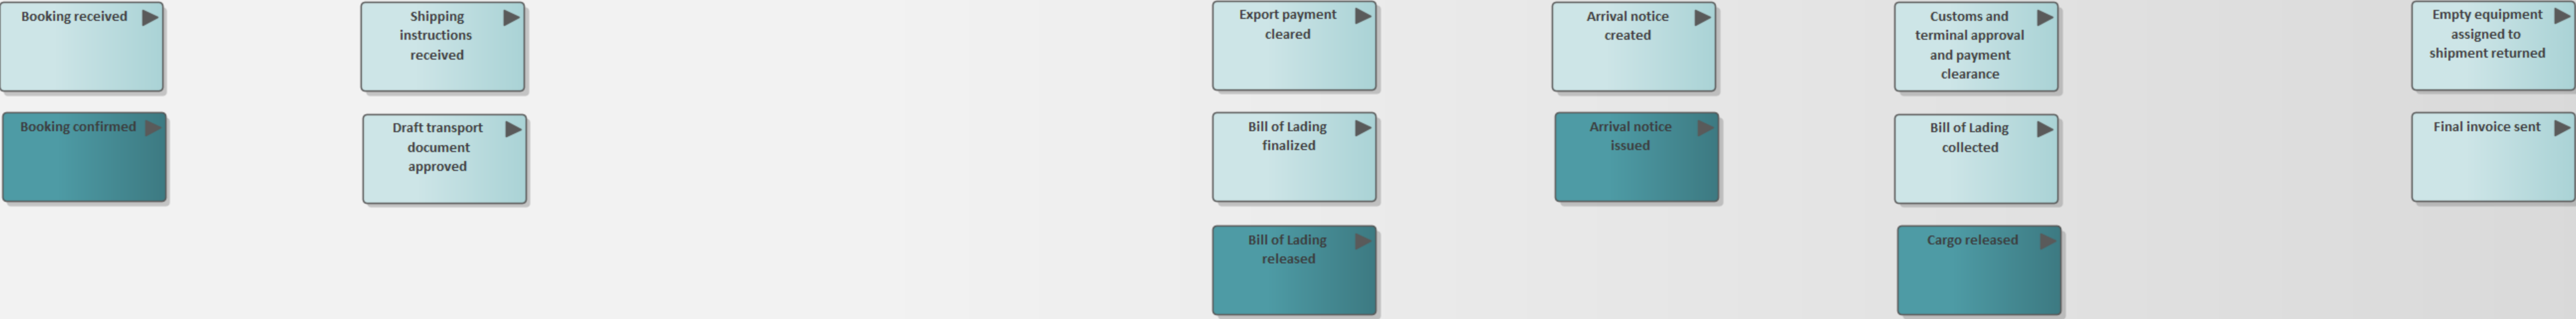 Booking received
Booking confirmed
Shipping
instructions
received
Draft transport
document
approved
Export payment
cleared
Bill of Lading
finalized
Bill of Lading
released
Arrival notice
created
Arrival notice
issued
Customs and
terminal approval
and payment
clearance
Bill of Lading
collected
Cargo released
Empty equipment
assigned to
shipment returned
Final invoice sent